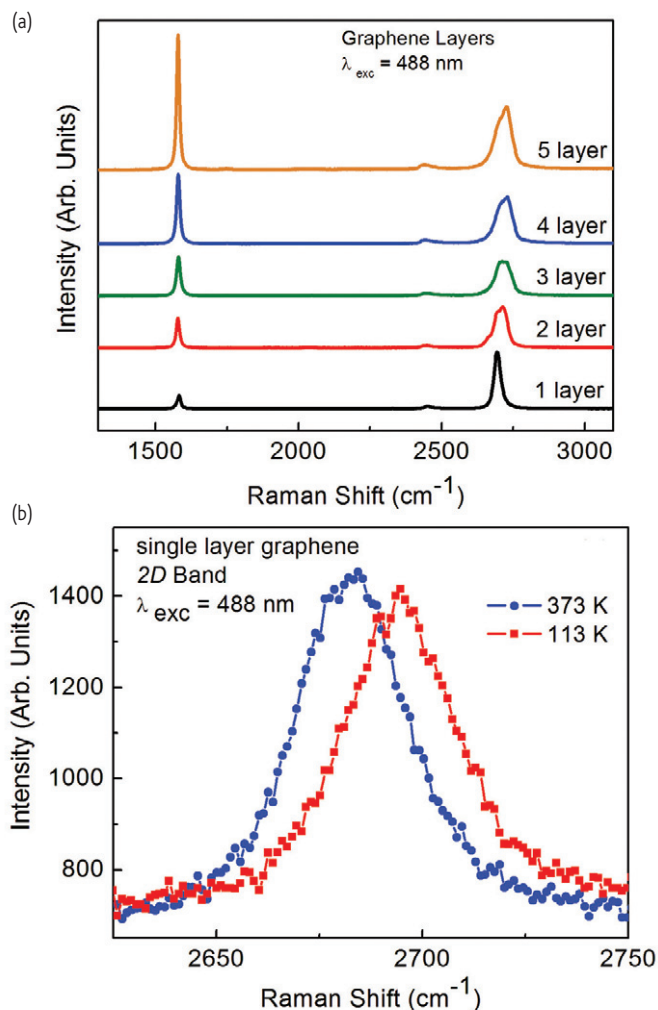 (a)
Graphene Layers
λ exc = 488 nm
5 layer
4 layer
3 layer
2 layer
1 layer
Intensity (Arb. Units)
1500 2000 2500 3000
Raman Shift (cm-1)
(b)
single layer graphene
2D Band
λ exc = 488 nm
373 K
113 K
Intensity (Arb. Units)
1400
1200
1000
800
2650 2700 2750
Raman Shift (cm-1)